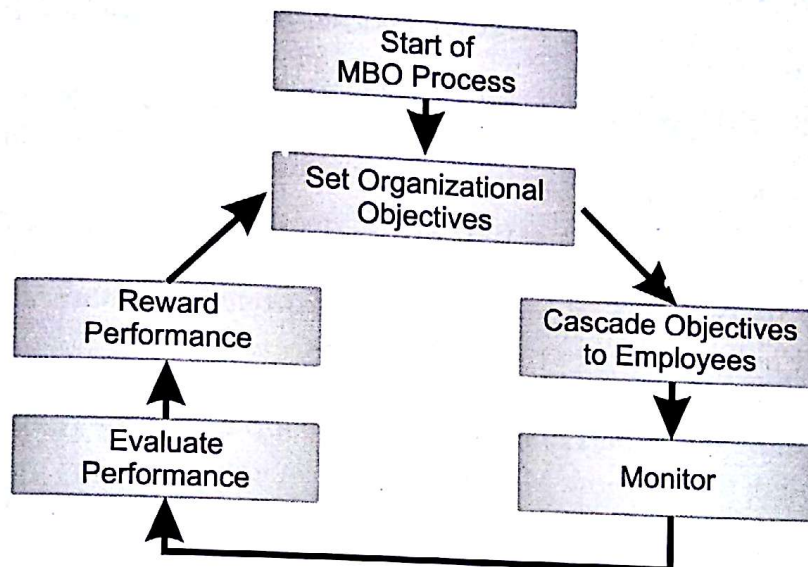 Start of
MBO Process
Set Organizational
Objectives
Cascade Objectives
to Employees
Monitor
Evaluate
Performance
Reward
Performance